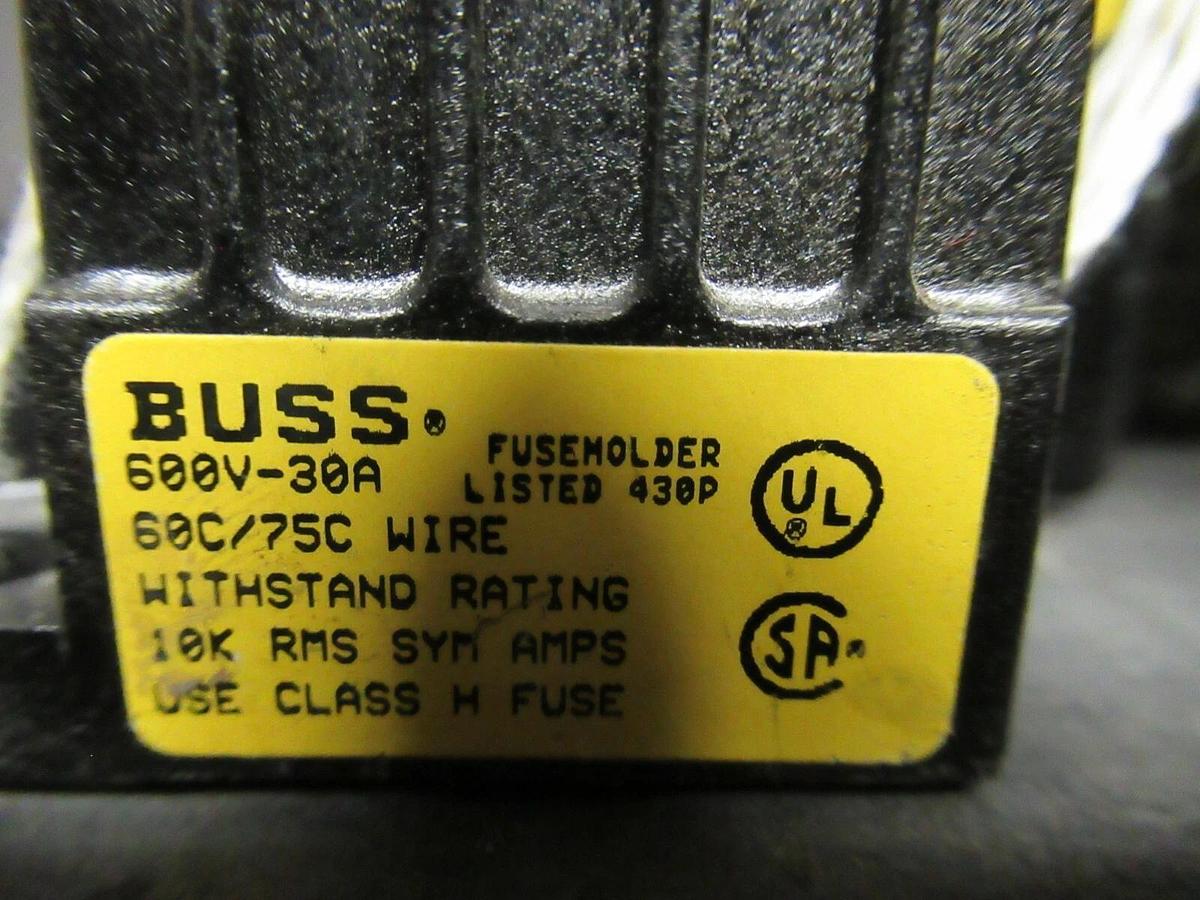 BUSS®
600V-30A
FUSEHOLDER
LISTED 430P
UL®
60C/75C WIRE
WITHSTAND RATING
10K RMS SYM AMPS
SA®
USE CLASS H FUSE